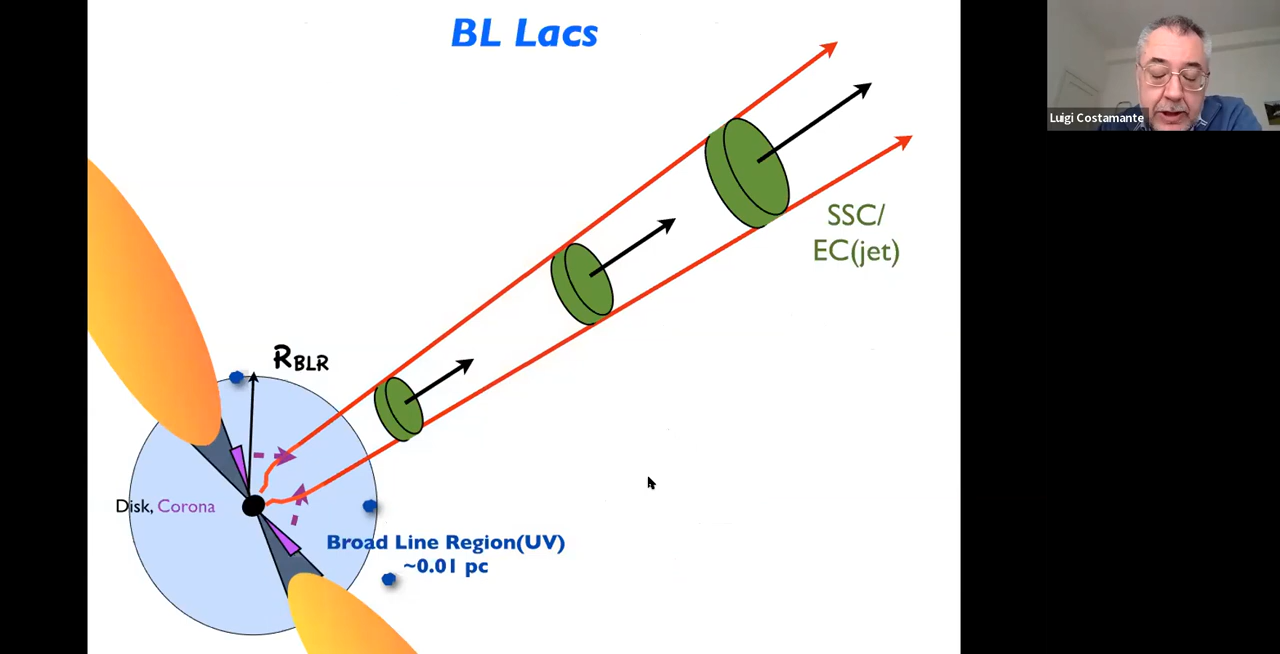 BL Lacs
Luigi Costamante
SSC/
EC(jet)
RBLR
Disk, Corona
Broad Line Region(UV)
~0.01 pc